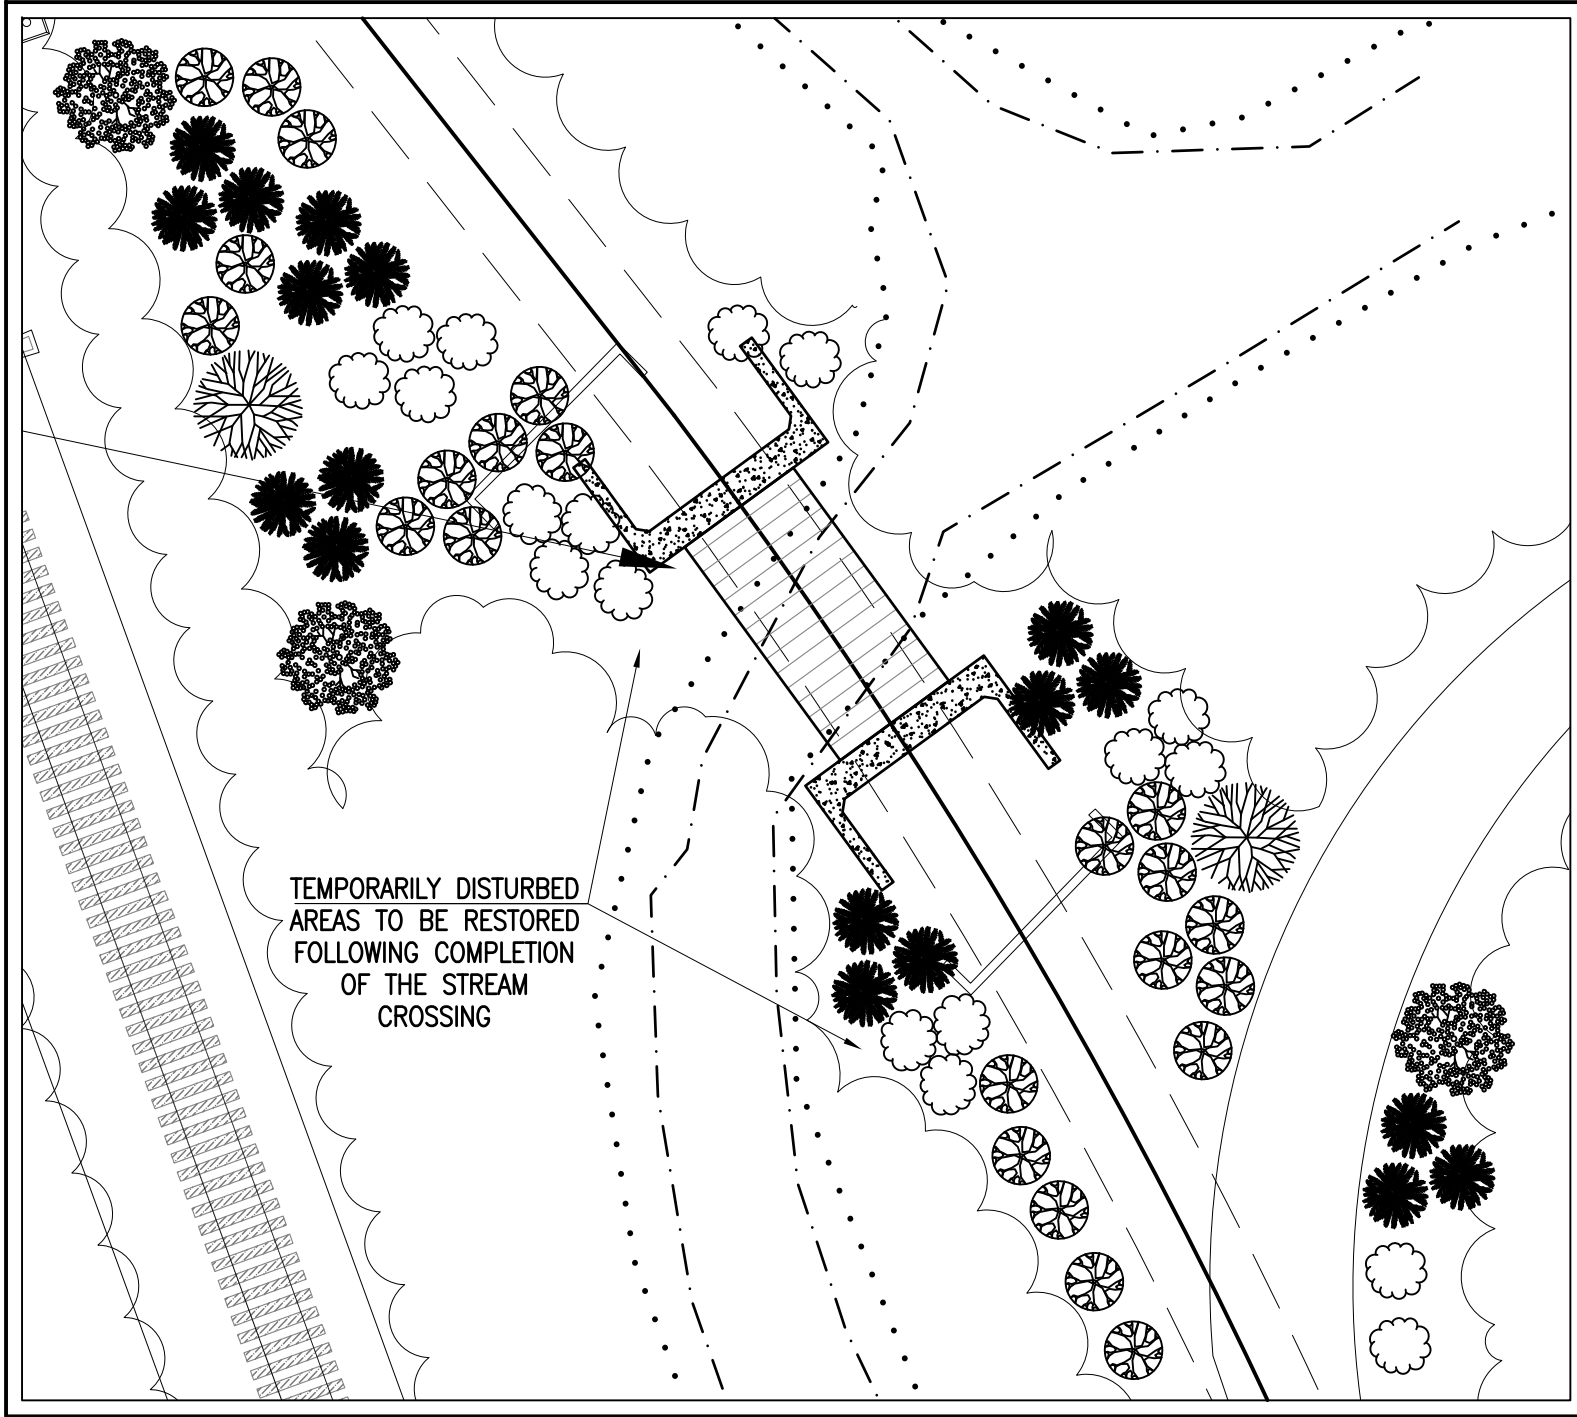 TEMPORARILY DISTURBED
AREAS TO BE RESTORED
FOLLOWING COMPLETION
OF THE STREAM
CROSSING